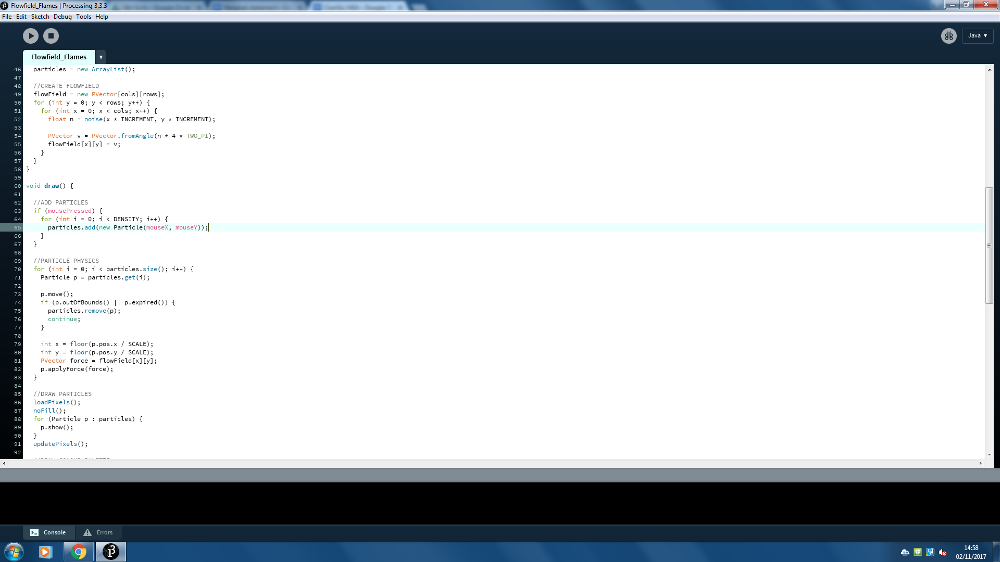 Flowfield_Flames | Processing 3.3.3
File Edit Sketch Debug Tools Help
Java ▼
Flowfield_Flames ▼
46 particles = new ArrayList();
47
48 //CREATE FLOWFIELD
49 flowField = new PVector[cols][rows];
50 for (int y = 0; y < rows; y++) {
51 for (int x = 0; x < cols; x++) {
52 float n = noise(x * INCREMENT, y * INCREMENT);
53
54 PVector v = PVector.fromAngle(n * 4 * TWO_PI);
55 flowField[x][y] = v;
56 }
57 }
58 }
59
60 void draw() {
61
62 //ADD PARTICLES
63 if (mousePressed) {
64 for (int i = 0; i < DENSITY; i++) {
65 particles.add(new Particle(mouseX, mouseY));
66 }
67 }
68
69 //PARTICLE PHYSICS
70 for (int i = 0; i < particles.size(); i++) {
71 Particle p = particles.get(i);
72
73 p.move();
74 if (p.outOfBounds() || p.expired()) {
75 particles.remove(p);
76 continue;
77 }
78
79 int x = floor(p.pos.x / SCALE);
80 int y = floor(p.pos.y / SCALE);
81 PVector force = flowField[x][y];
82 p.applyForce(force);
83 }
84
85 //DRAW PARTICLES
86 loadPixels();
87 noFill();
88 for (Particle p : particles) {
89 p.show();
90 }
91 updatePixels();
92
Console Errors
14:58
02/11/2017